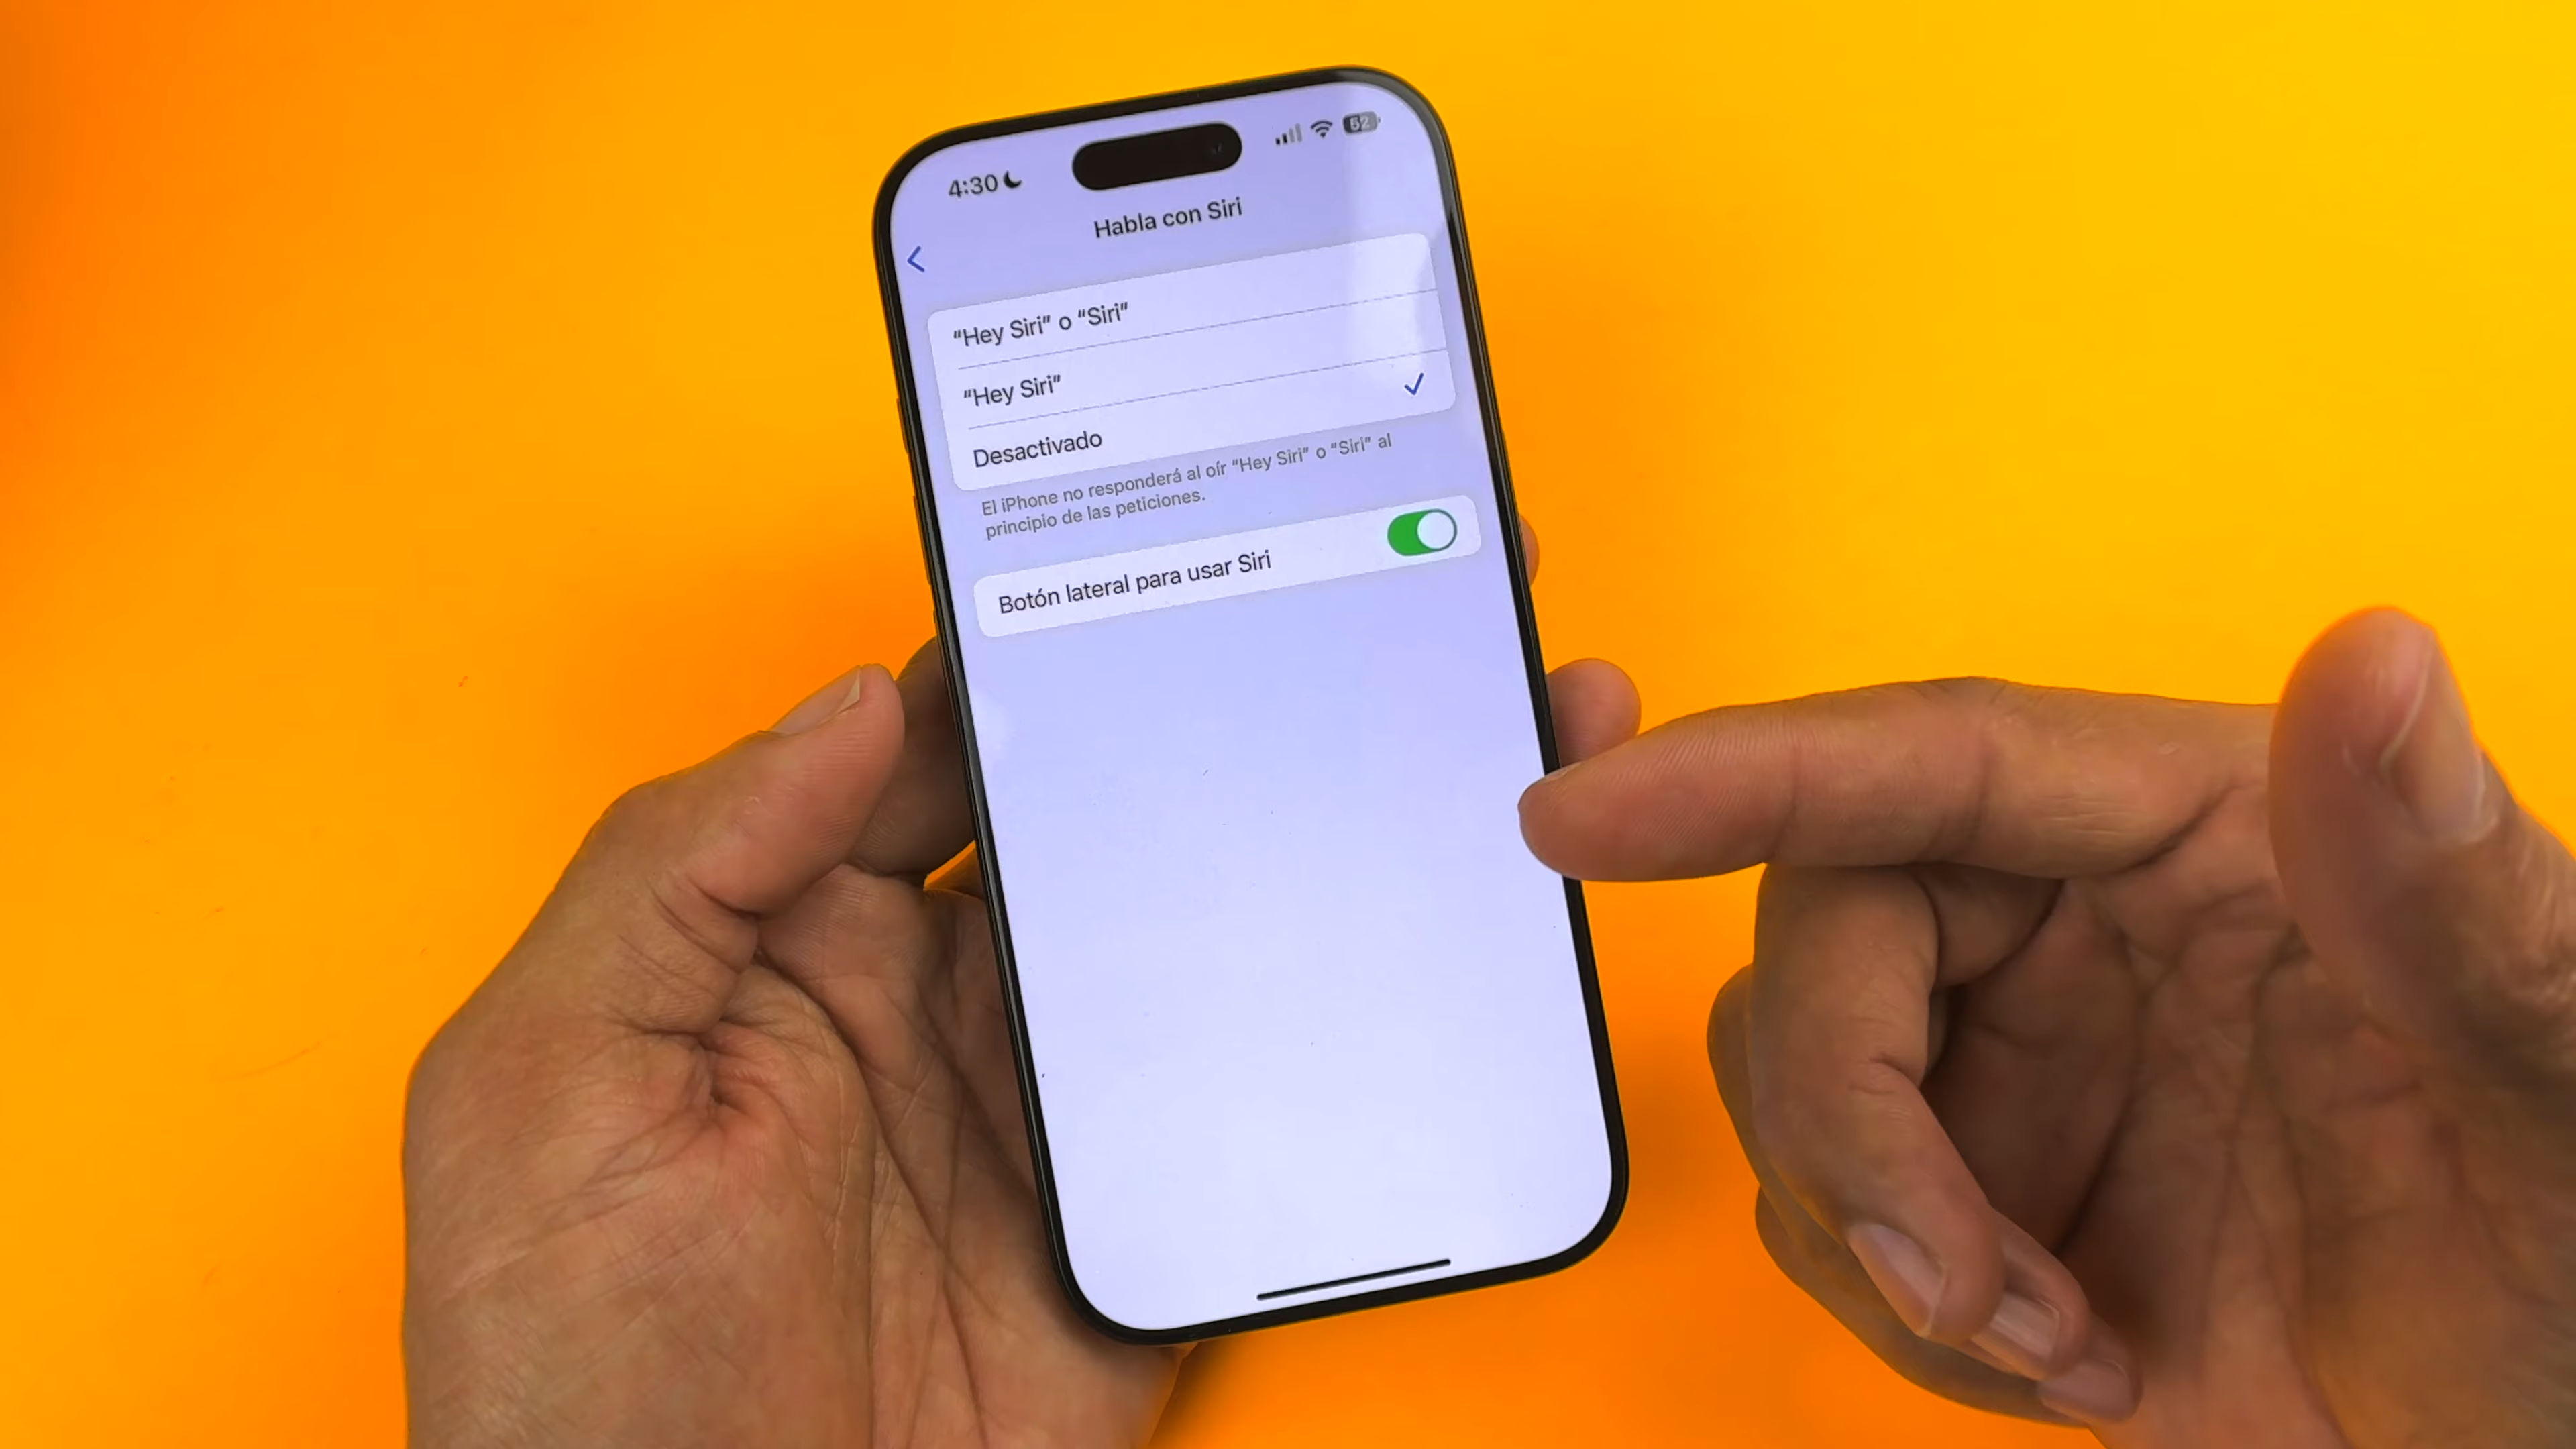 4:30
52
Habla con Siri
“Hey Siri” o “Siri”
“Hey Siri”
Desactivado
El iPhone no responderá al oír “Hey Siri” o “Siri” al
principio de las peticiones.
Botón lateral para usar Siri